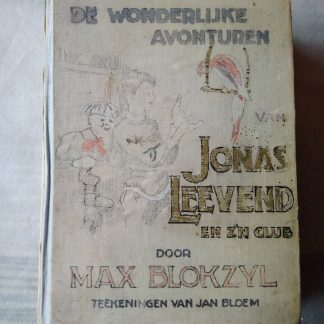 DE WONDERLIJKE
AVONTUREN
VAN
JONAS
LEEVEND
EN Z'N CLUB
DOOR
MAX BLOKZYL
TEEKENINGEN VAN JAN BLOEM